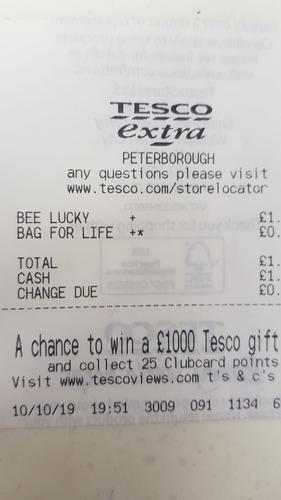 TESCO
extra
PETERBOROUGH
any questions please visit
www.tesco.com/storelocator
BEE LUCKY + £1.
BAG FOR LIFE +* £0.
TOTAL £1.
CASH £1.
CHANGE DUE £0.
A chance to win a £1000 Tesco gift
and collect 25 Clubcard points
Visit www.tescoviews.com t's & c's
10/10/19 19:51 3009 091 1134 6